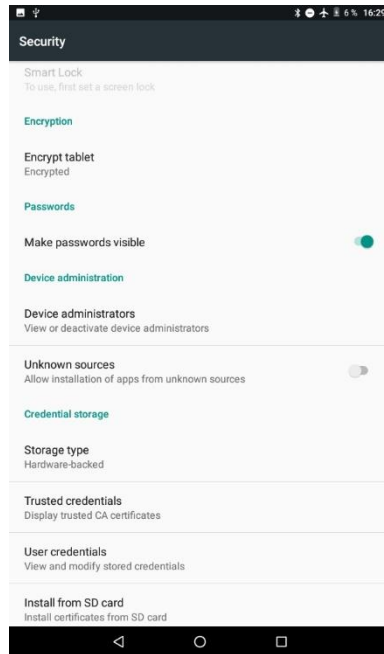 6% 16:29
Security
Smart Lock
To use, first set a screen lock
Encryption
Encrypt tablet
Encrypted
Passwords
Make passwords visible
Device administration
Device administrators
View or deactivate device administrators
Unknown sources
Allow installation of apps from unknown sources
Credential storage
Storage type
Hardware-backed
Trusted credentials
Display trusted CA certificates
User credentials
View and modify stored credentials
Install from SD card
Install certificates from SD card